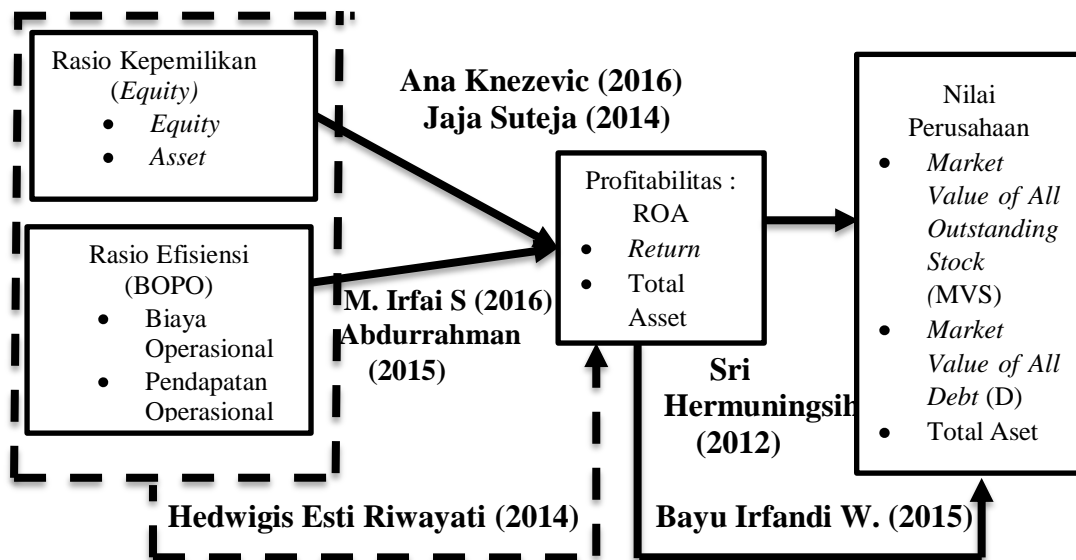 Rasio Kepemilikan
(Equity)
• Equity
• Asset
Rasio Efisiensi
(BOPO)
• Biaya
Operasional
• Pendapatan
Operasional
Ana Knezevic (2016)
Jaja Suteja (2014)
M. Irfai S (2016)
Abdurrahman
(2015)
Profitabilitas :
ROA
• Return
• Total
Asset
Sri
Hermuningsih
(2012)
Nilai
Perusahaan
• Market
Value of All
Outstanding
Stock
(MVS)
• Market
Value of All
Debt (D)
• Total Aset
Hedwigis Esti Riwayati (2014)
Bayu Irfandi W. (2015)